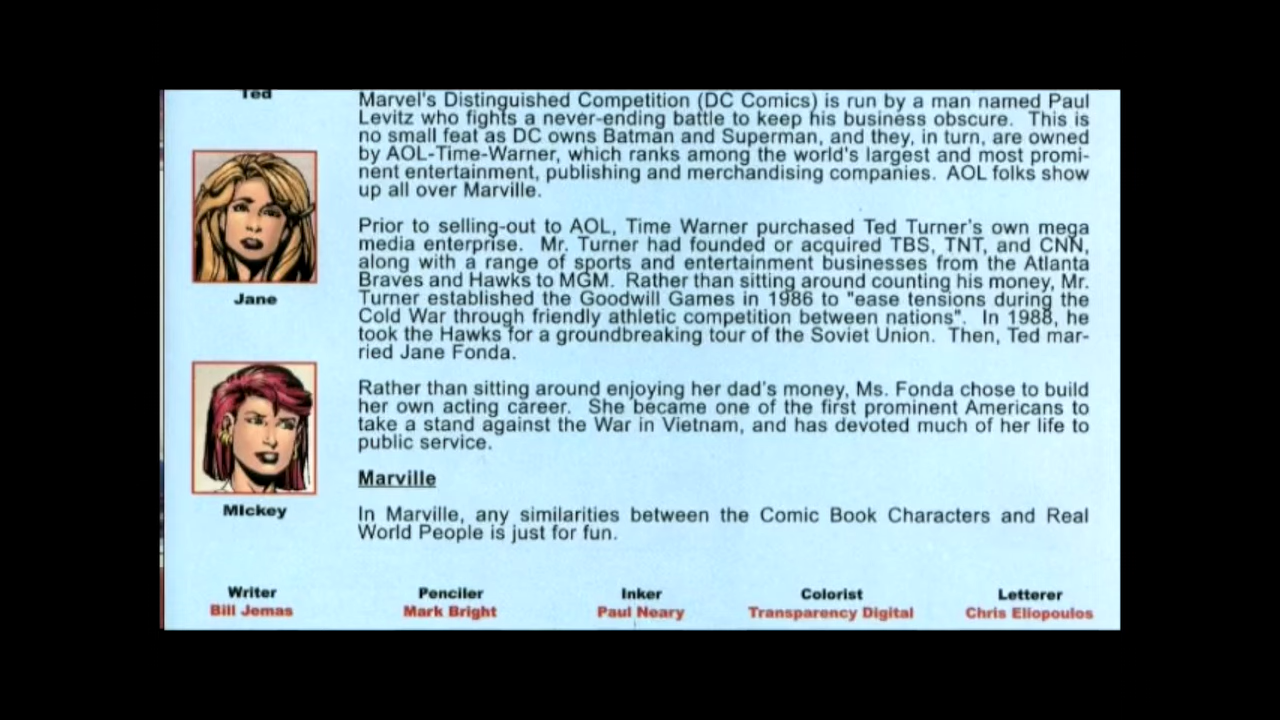 Ted
Marvel's Distinguished Competition (DC Comics) is run by a man named Paul
Levitz who fights a never-ending battle to keep his business obscure. This is
no small feat as DC owns Batman and Superman, and they, in turn, are owned
by AOL-Time-Warner, which ranks among the world's largest and most promi-
nent entertainment, publishing and merchandising companies. AOL folks show
up all over Marville.
Prior to selling-out to AOL, Time Warner purchased Ted Turner's own mega
media enterprise. Mr. Turner had founded or acquired TBS, TNT, and CNN,
along with a range of sports and entertainment businesses from the Atlanta
Braves and Hawks to MGM. Rather than sitting around counting his money, Mr.
Turner established the Goodwill Games in 1986 to "ease tensions during the
Cold War through friendly athletic competition between nations". In 1988, he
took the Hawks for a groundbreaking tour of the Soviet Union. Then, Ted mar-
ried Jane Fonda.
Jane
Rather than sitting around enjoying her dad's money, Ms. Fonda chose to build
her own acting career. She became one of the first prominent Americans to
take a stand against the War in Vietnam, and has devoted much of her life to
public service.
Marville
In Marville, any similarities between the Comic Book Characters and Real
World People is just for fun.
MIckey
Writer
Bill Jemas
Penciler
Mark Bright
Inker
Paul Neary
Colorist
Transparency Digital
Letterer
Chris Eliopoulos